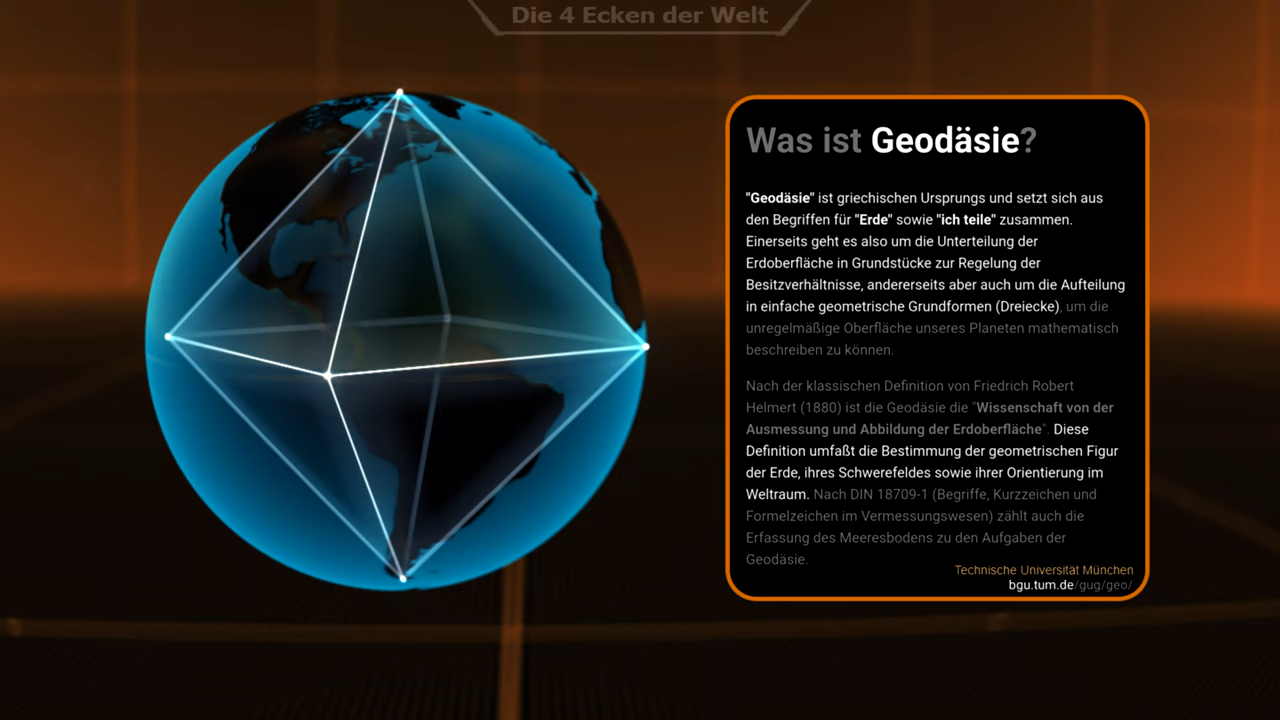 Die 4 Ecken der Welt
Was ist Geodäsie?
"Geodäsie" ist griechischen Ursprungs und setzt sich aus
den Begriffen für "Erde" sowie "ich teile" zusammen.
Einerseits geht es also um die Unterteilung der
Erdoberfläche in Grundstücke zur Regelung der
Besitzverhältnisse, andererseits aber auch um die Aufteilung
in einfache geometrische Grundformen (Dreiecke), um die
unregelmäßige Oberfläche unseres Planeten mathematisch
beschreiben zu können.
Nach der klassischen Definition von Friedrich Robert
Helmert (1880) ist die Geodäsie die "Wissenschaft von der
Ausmessung und Abbildung der Erdoberfläche". Diese
Definition umfaßt die Bestimmung der geometrischen Figur
der Erde, ihres Schwerefeldes sowie ihrer Orientierung im
Weltraum. Nach DIN 18709-1 (Begriffe, Kurzzeichen und
Formelzeichen im Vermessungswesen) zählt auch die
Erfassung des Meeresbodens zu den Aufgaben der
Geodäsie.
Technische Universität München
bgu.tum.de/gug/geo/